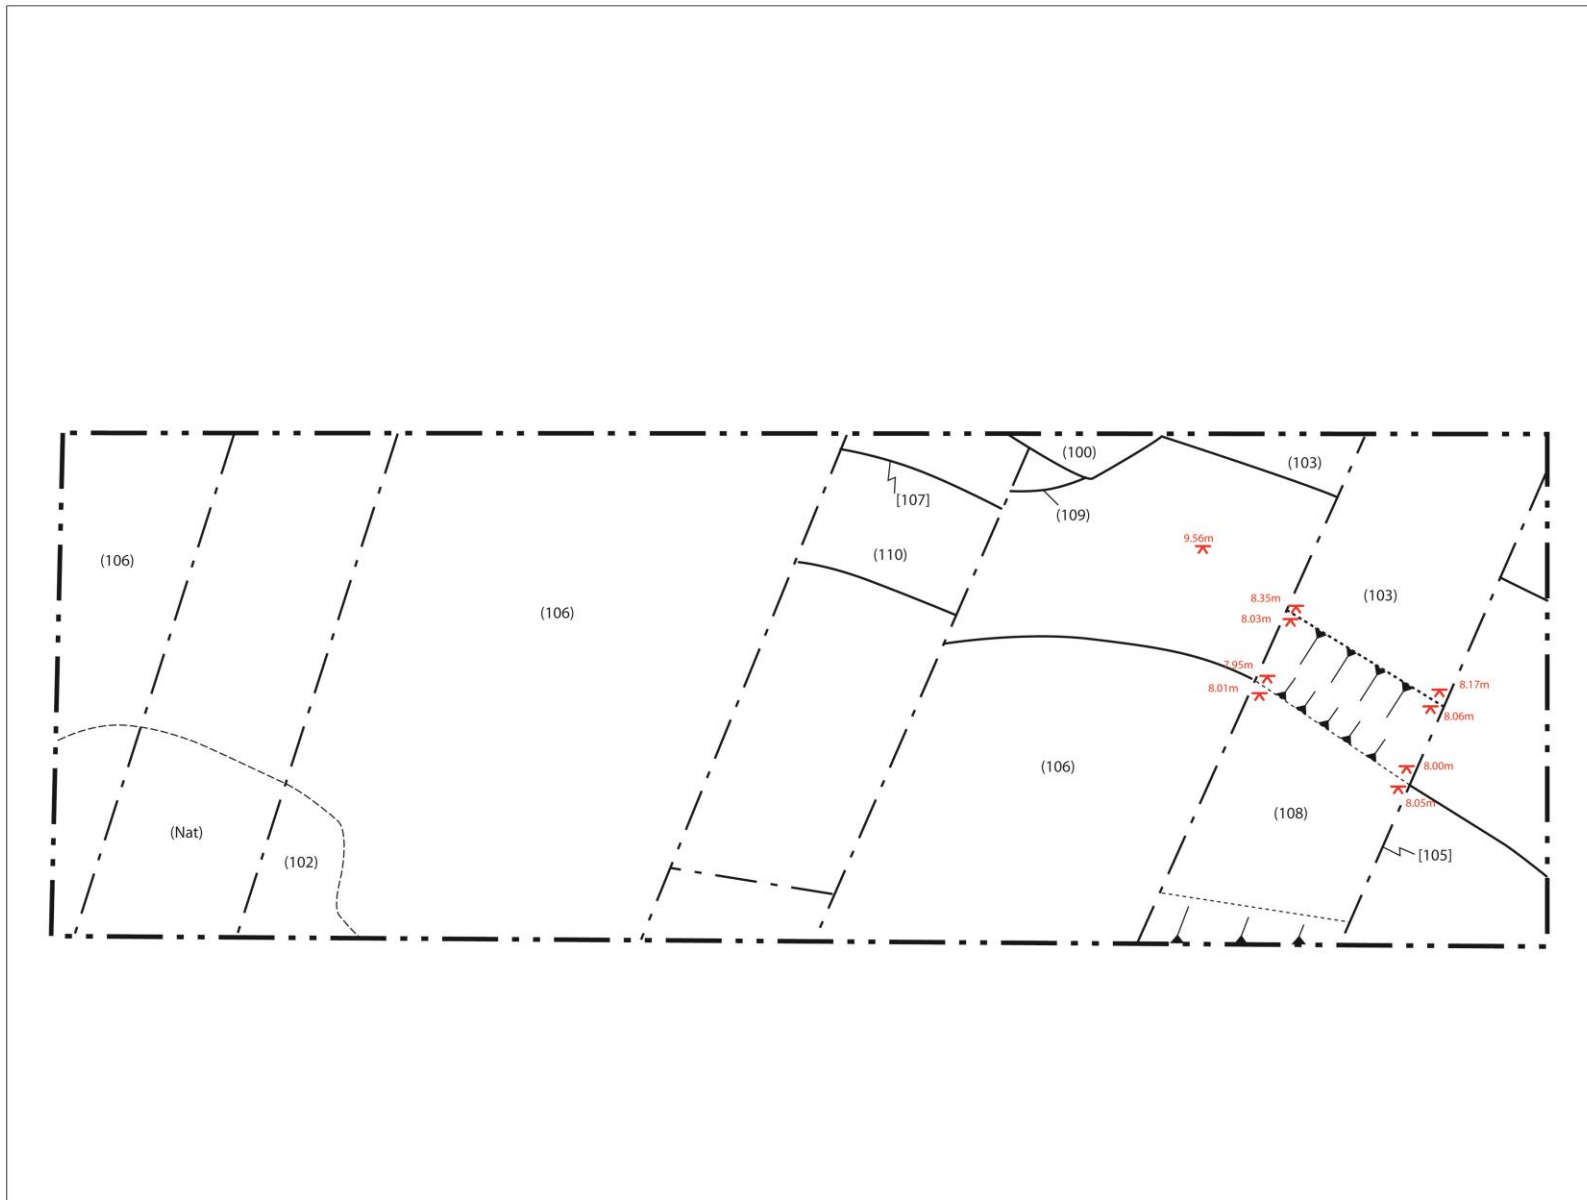 (100)
(103)
[107]
(109)
9.56m
(110)
(106)
(103)
8.35m
(106)
8.03m
7.95m
8.01m
8.17m
8.06m
(106)
8.00m
8.05m
(108)
(Nat)
[105]
(102)